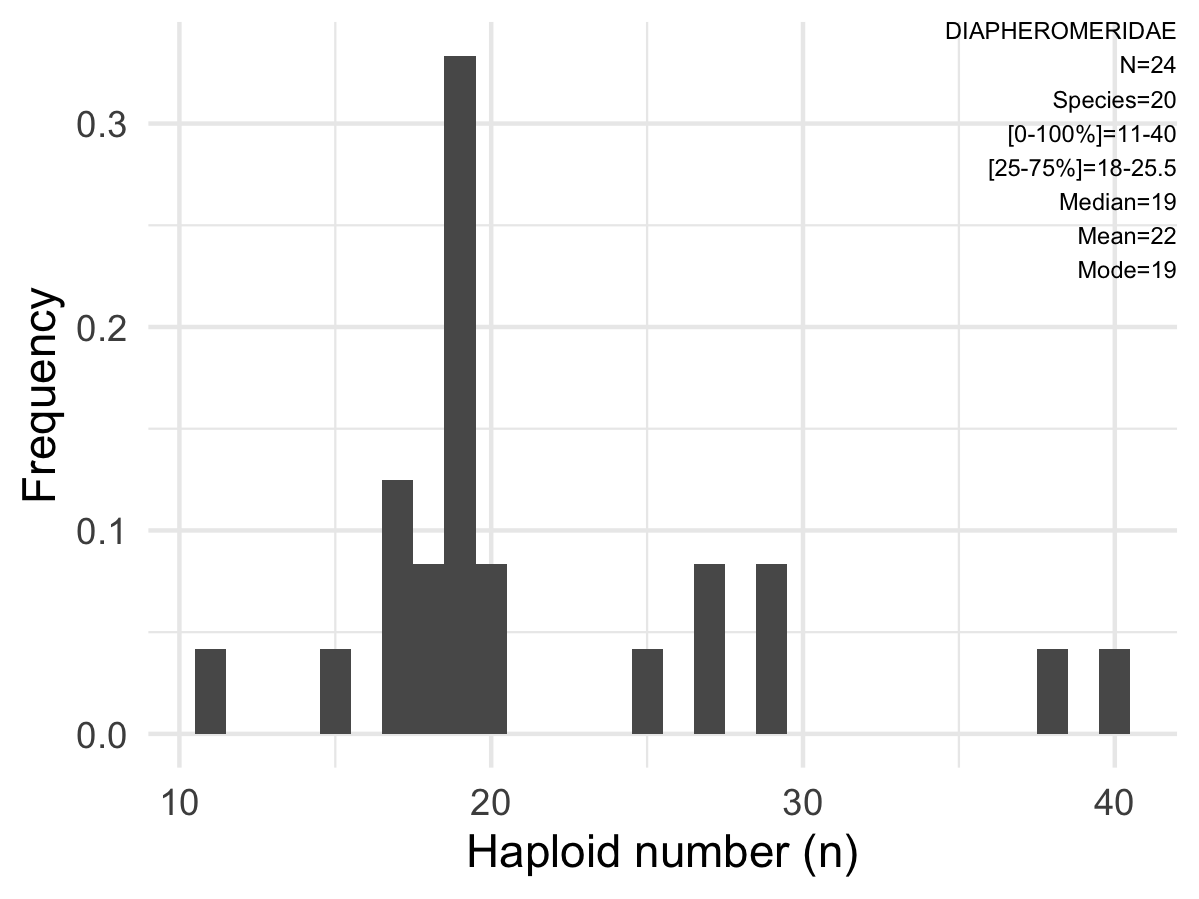 DIAPHEROMERIDAE
N=24
Species=20
[0-100%]=11-40
[25-75%]=18-25.5
Median=19
Mean=22
Mode=19
Frequency
0.3
0.2
0.1
0.0
10 20 30 40
Haploid number (n)